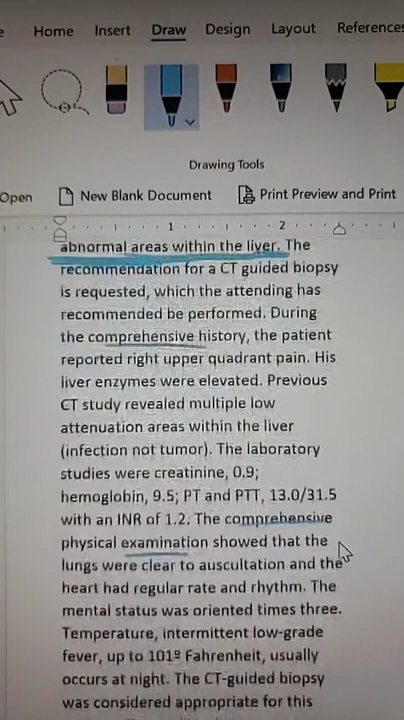 Home Insert Draw Design Layout References
Drawing Tools
Open New Blank Document Print Preview and Print
1 2
abnormal areas within the liver. The
recommendation for a CT guided biopsy
is requested, which the attending has
recommended be performed. During
the comprehensive history, the patient
reported right upper quadrant pain. His
liver enzymes were elevated. Previous
CT study revealed multiple low
attenuation areas within the liver
(infection not tumor). The laboratory
studies were creatinine, 0.9;
hemoglobin, 9.5; PT and PTT, 13.0/31.5
with an INR of 1.2. The comprehensive
physical examination showed that the
lungs were clear to auscultation and the
heart had regular rate and rhythm. The
mental status was oriented times three.
Temperature, intermittent low-grade
fever, up to 101º Fahrenheit, usually
occurs at night. The CT-guided biopsy
was considered appropriate for this